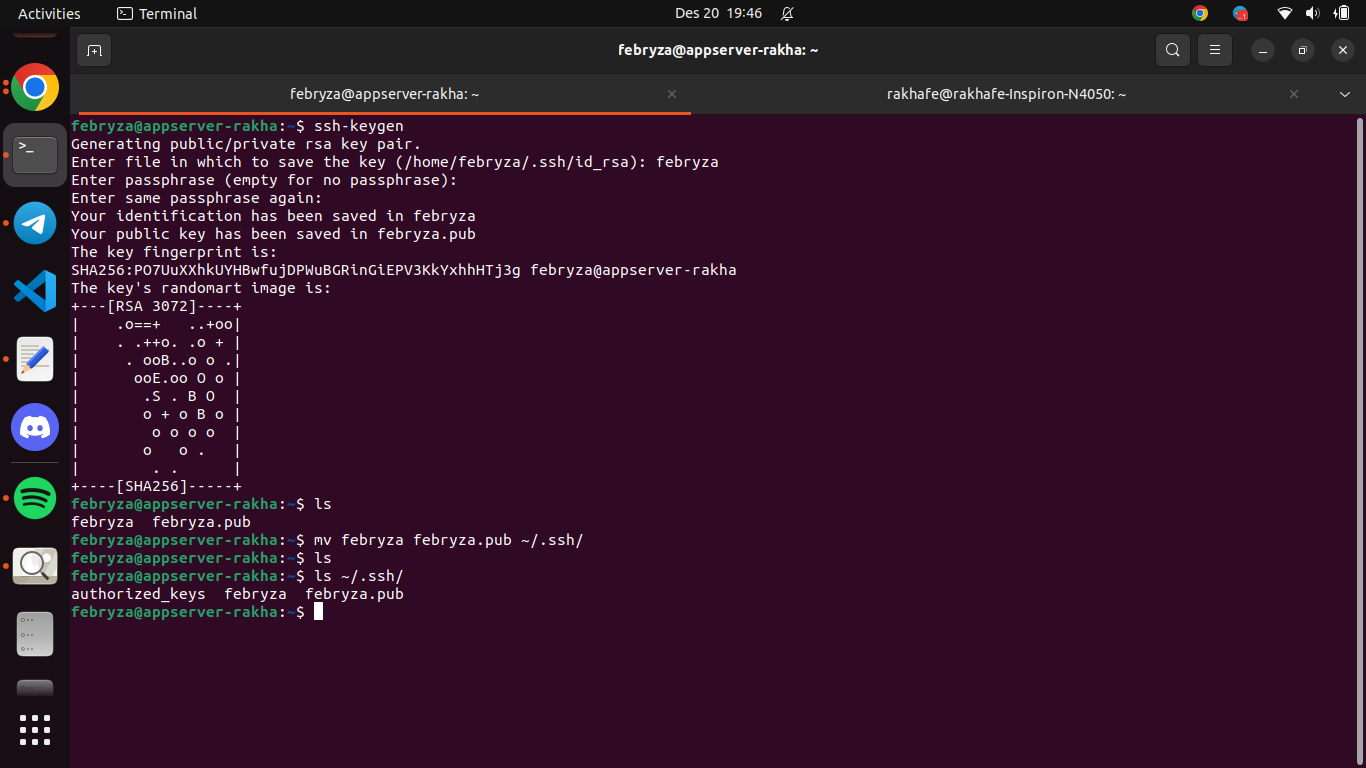 Activities
Terminal
Des 20 19:46
febryza@appserver-rakha: ~
febryza@appserver-rakha: ~
rakhafe@rakhafe-Inspiron-N4050: ~
febryza@appserver-rakha:~$ ssh-keygen
Generating public/private rsa key pair.
Enter file in which to save the key (/home/febryza/.ssh/id_rsa): febryza
Enter passphrase (empty for no passphrase):
Enter same passphrase again:
Your identification has been saved in febryza
Your public key has been saved in febryza.pub
The key fingerprint is:
SHA256:PO7UuXXhkUYHBwfujDPWuBGRinGiEPV3KkYxhhHTj3g febryza@appserver-rakha
The key's randomart image is:
+---[RSA 3072]----+
|    .o==+   ..+oo|
|    . .++o. .o + |
|     . ooB..o o .|
|      ooE.oo O o |
|       .S . B O  |
|       o + o B o |
|        o o o o  |
|       o   o .   |
|        . .      |
+----[SHA256]-----+
febryza@appserver-rakha:~$ ls
febryza  febryza.pub
febryza@appserver-rakha:~$ mv febryza febryza.pub ~/.ssh/
febryza@appserver-rakha:~$ ls
febryza@appserver-rakha:~$ ls ~/.ssh/
authorized_keys  febryza  febryza.pub
febryza@appserver-rakha:~$